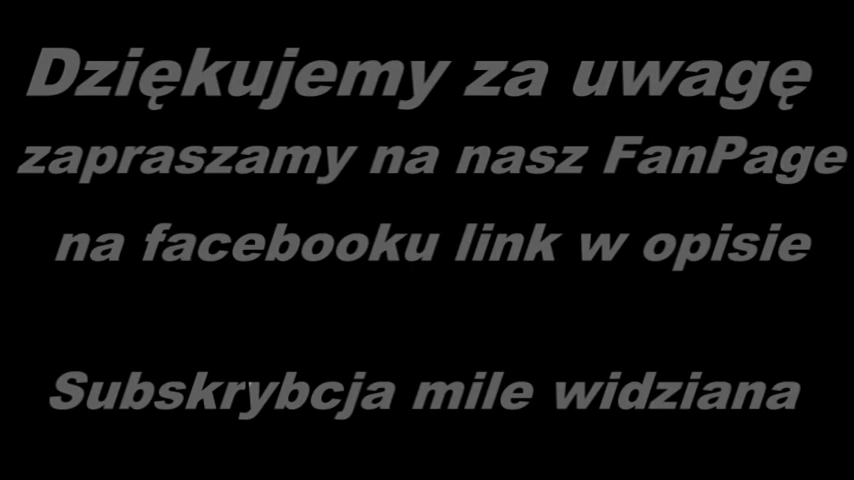 Dziękujemy za uwagę
zapraszamy na nasz FanPage
na facebooku link w opisie
Subskrybcja mile widziana